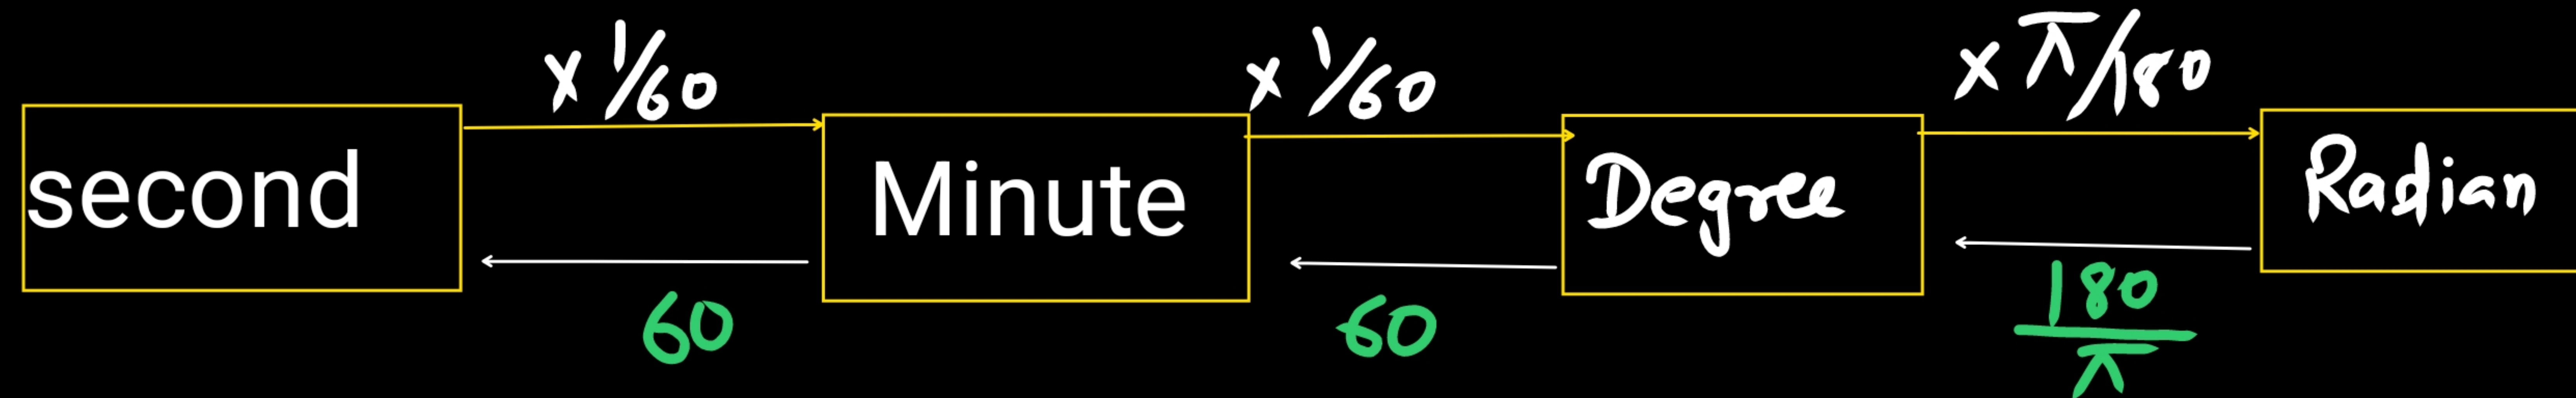 x 1/60
x 1/60
x π/180
second
Minute
Degree
Radian
60
60
180/π